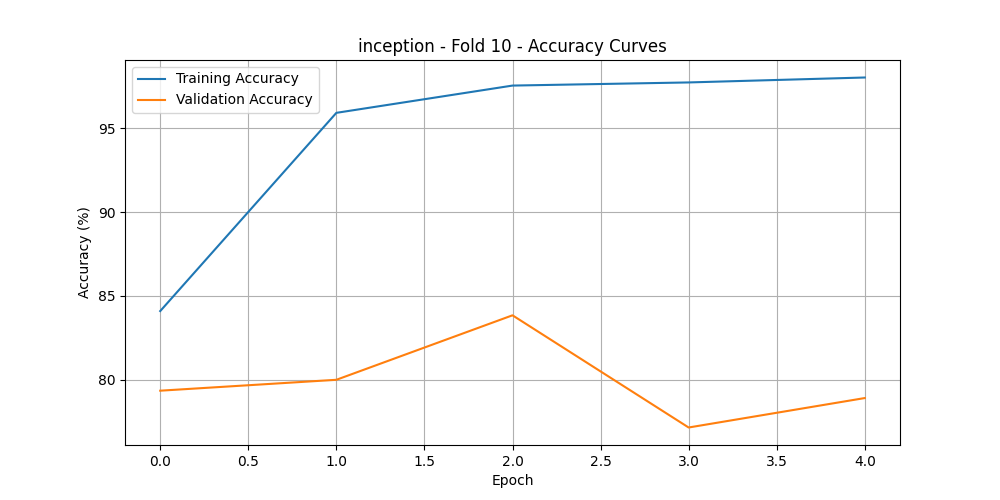 inception - Fold 10 - Accuracy Curves
Training Accuracy
Validation Accuracy
Accuracy (%)
95
90
85
80
0.0 0.5 1.0 1.5 2.0 2.5 3.0 3.5 4.0
Epoch